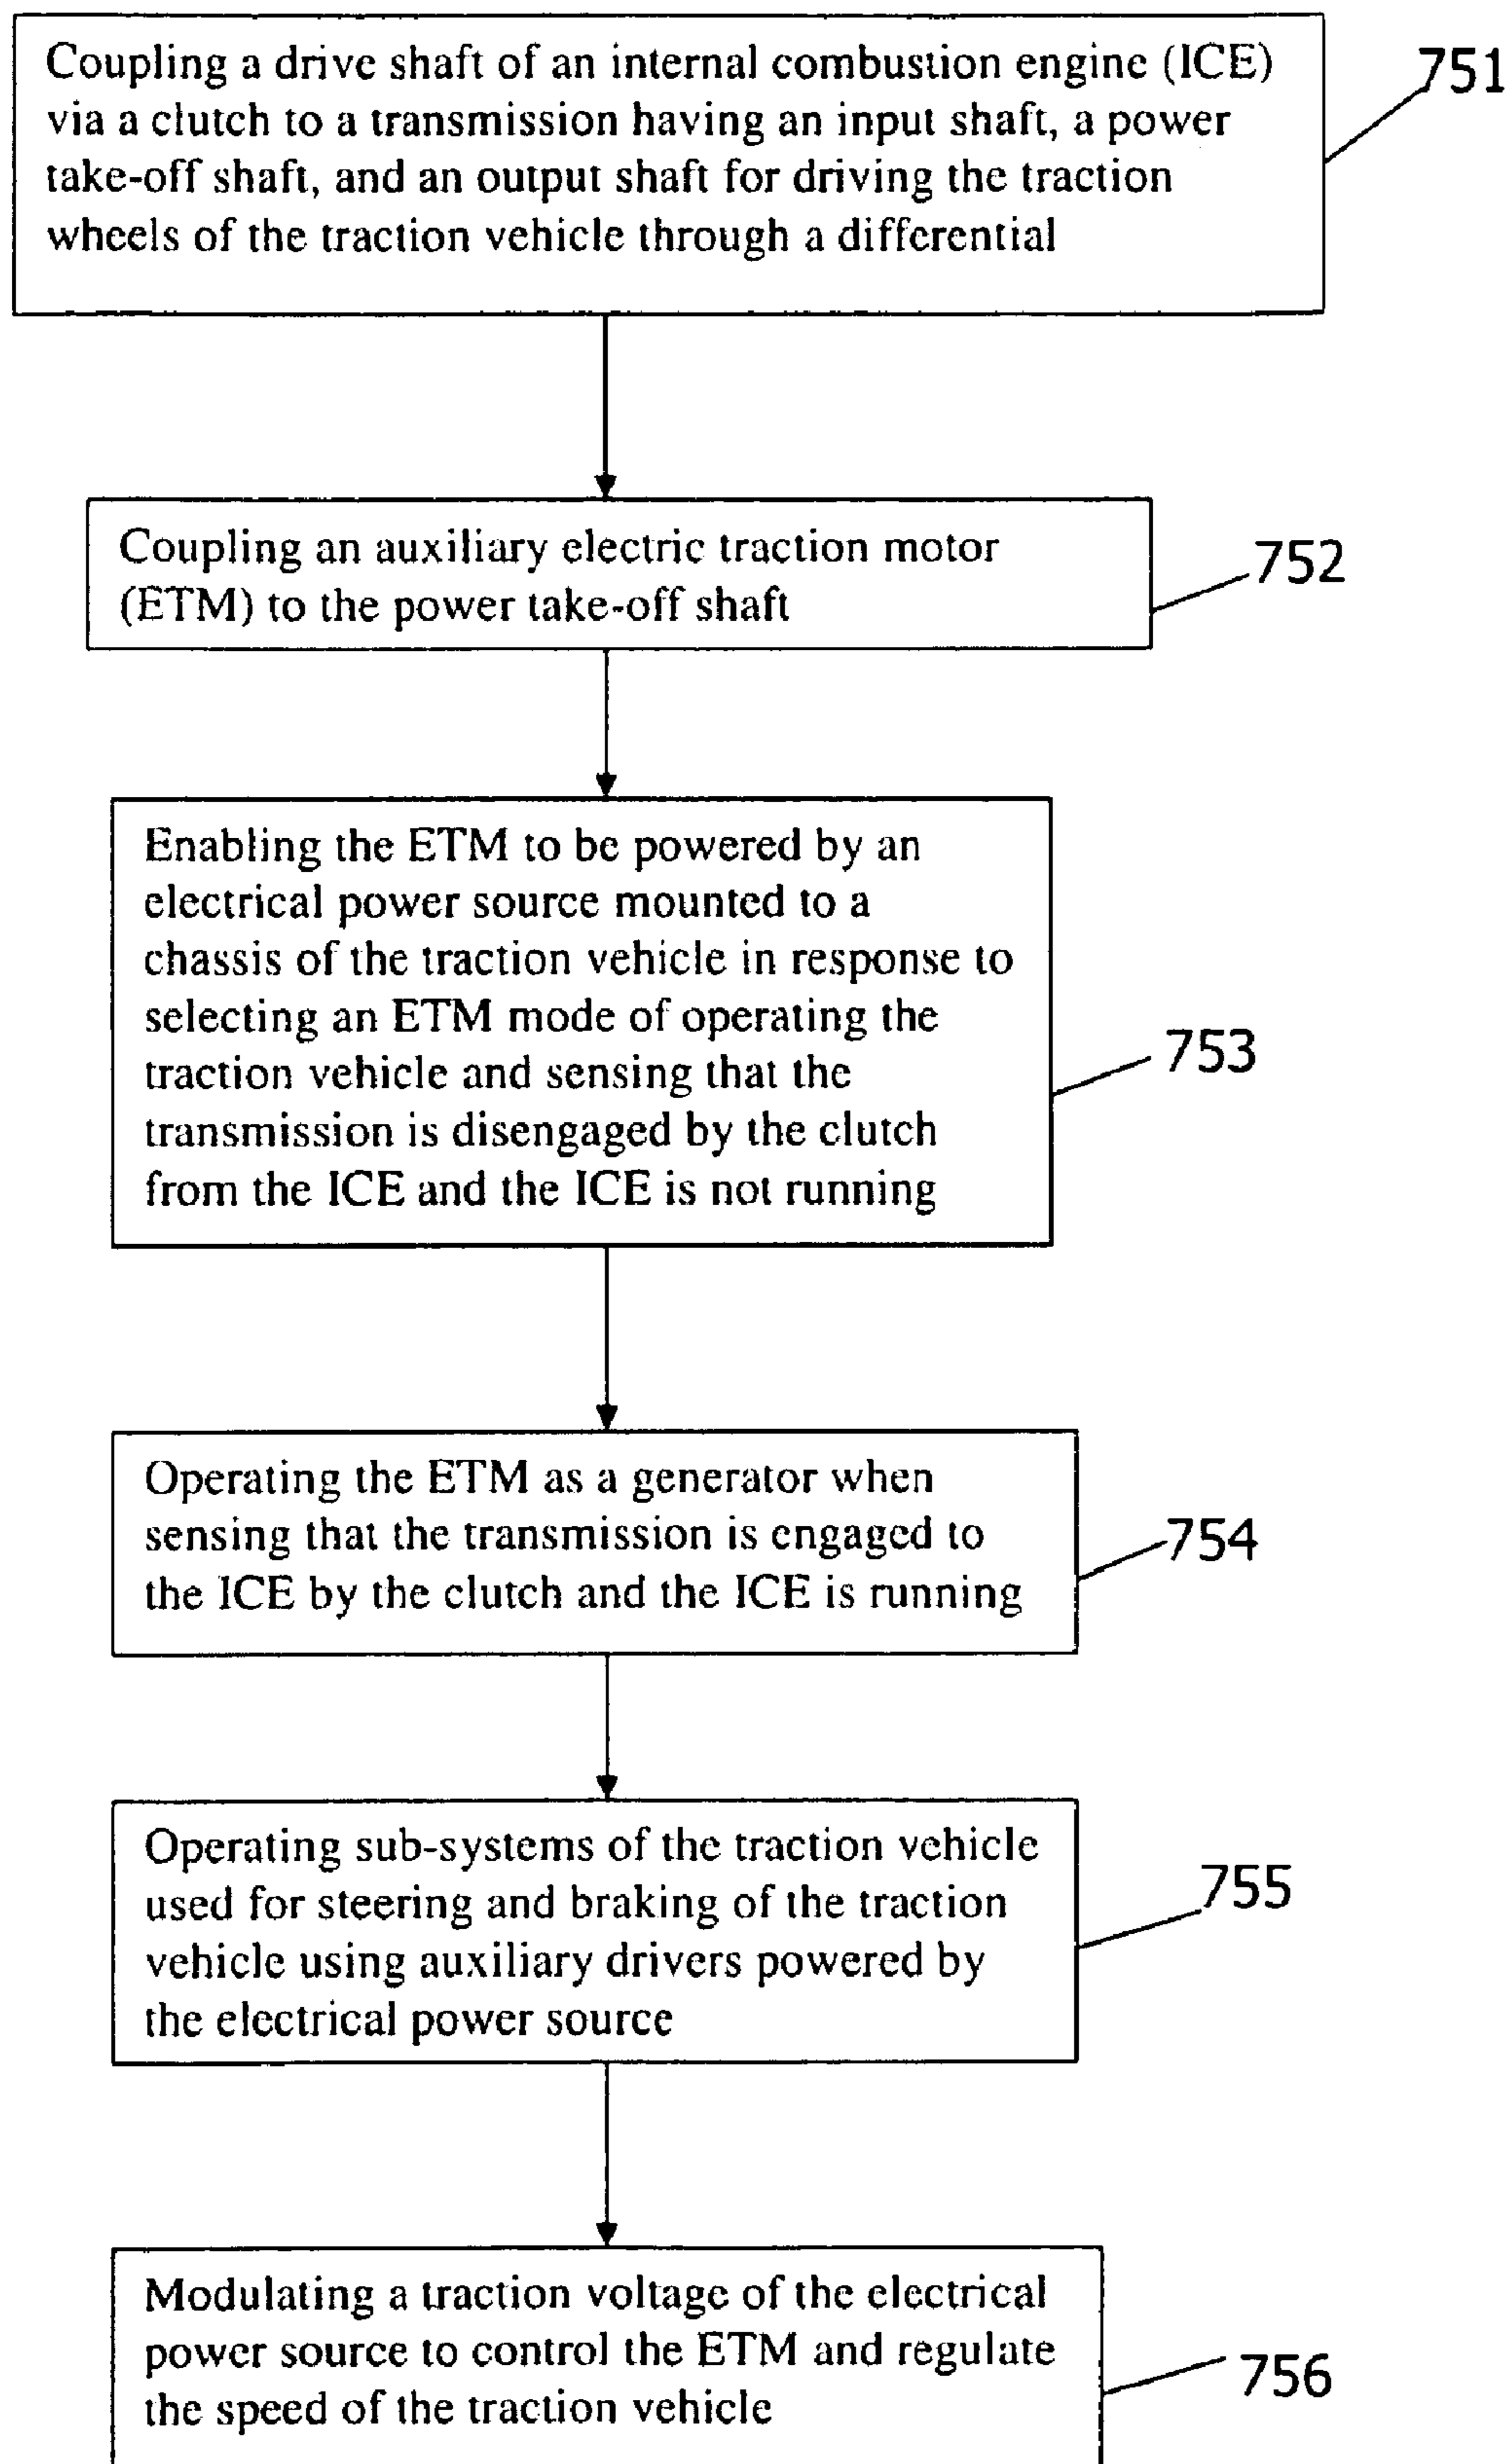 Coupling a drive shaft of an internal combustion engine (ICE)
via a clutch to a transmission having an input shaft, a power
take-off shaft, and an output shaft for driving the traction
wheels of the traction vehicle through a differential
751
Coupling an auxiliary electric traction motor
(ETM) to the power take-off shaft
752
Enabling the ETM to be powered by an
electrical power source mounted to a
chassis of the traction vehicle in response to
selecting an ETM mode of operating the
traction vehicle and sensing that the
transmission is disengaged by the clutch
from the ICE and the ICE is not running
753
Operating the ETM as a generator when
sensing that the transmission is engaged to
the ICE by the clutch and the ICE is running
754
Operating sub-systems of the traction vehicle
used for steering and braking of the traction
vehicle using auxiliary drivers powered by
the electrical power source
755
Modulating a traction voltage of the electrical
power source to control the ETM and regulate
the speed of the traction vehicle
756